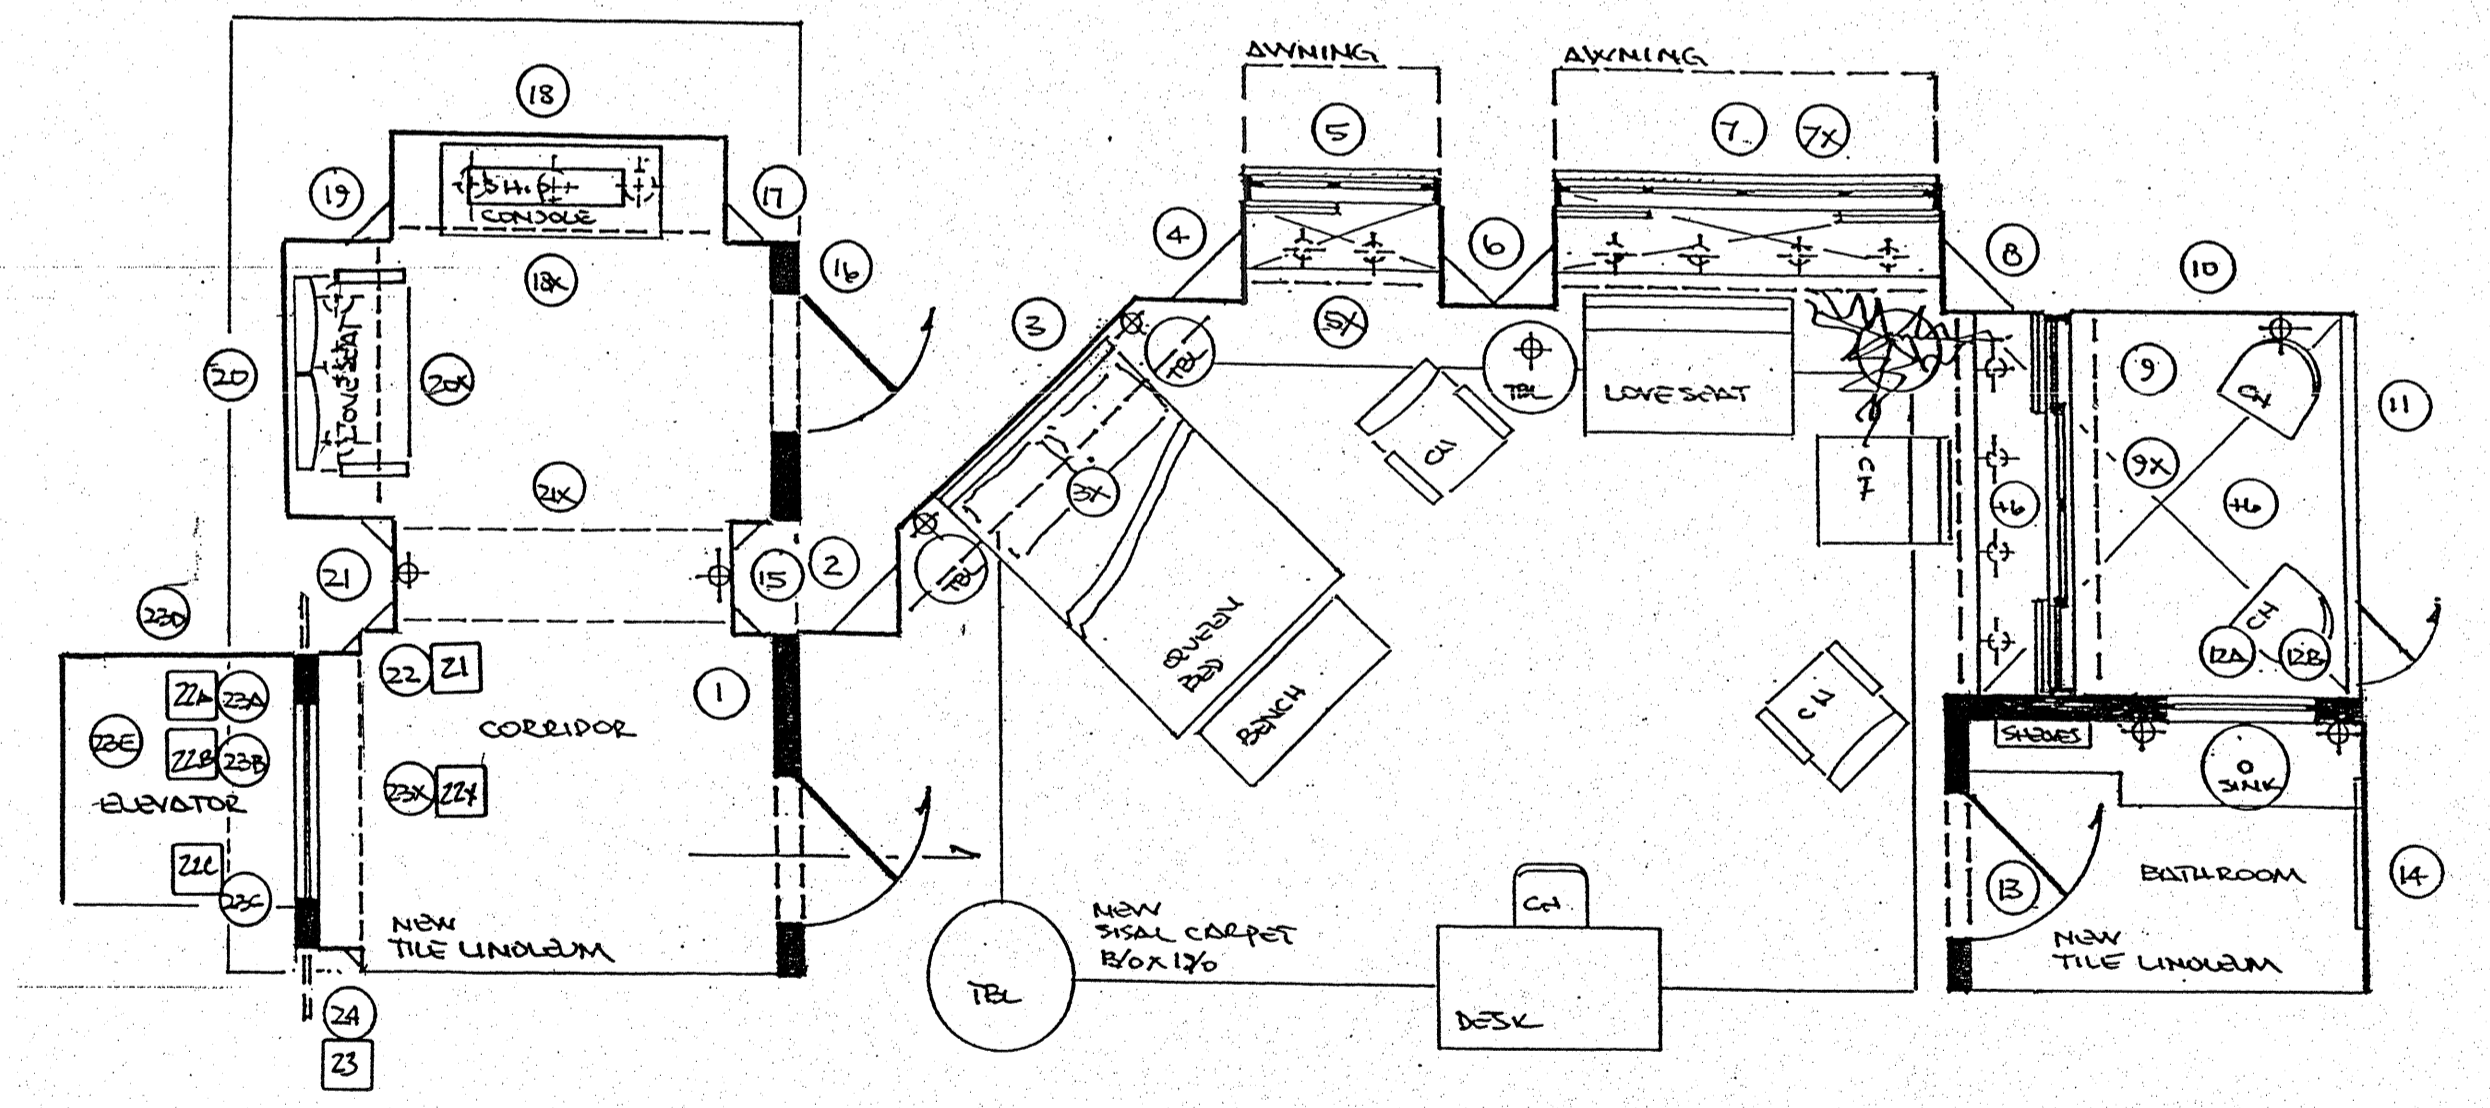 AWNING
AWNING
18
5
7
7X
19
17
SHIP
CONSOLE
4
6
8
10
16
18X
3
5X
20
LOVESEAT
20X
TBL
TBL
LOVESEAT
9
CH
11
21X
3X
CH
CH
+6
9X
+6
21
15
2
TBL
23D
22
21
1
QUEEN
BED
BENCH
CH
CH
12A
12B
22A
23A
23E
22B
23B
CORRIDOR
SHELVES
O
SINK
ELEVATOR
23X
22X
22C
23C
NEW
TILE LINOLEUM
TBL
NEW
SISAL CARPET
CH
DESK
13
BATHROOM
14
NEW
TILE LINOLEUM
24
23